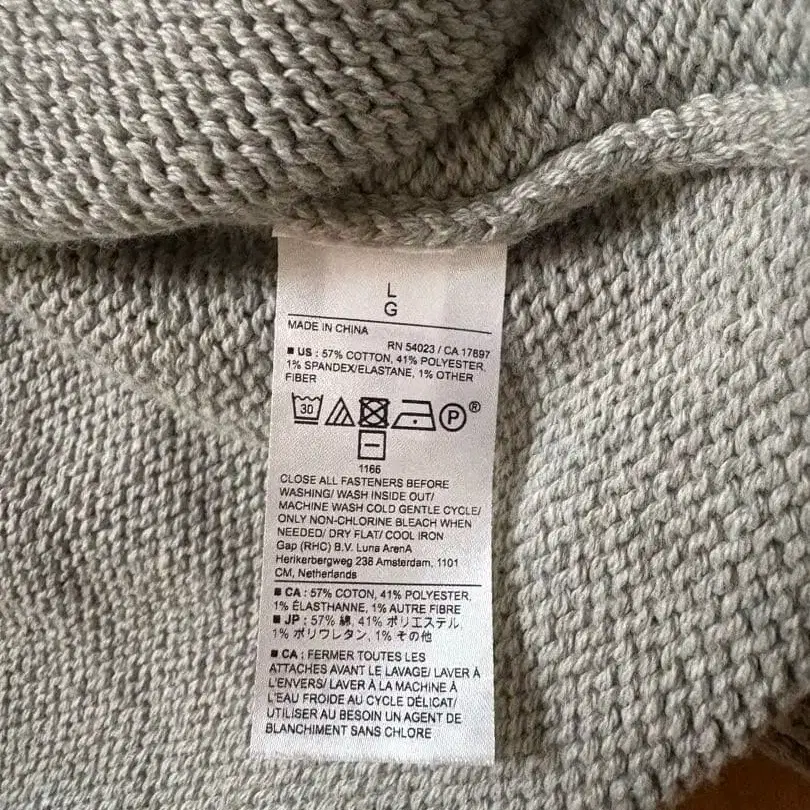 L
G
MADE IN CHINA
RN 54023 / CA 17897
■ US : 57% COTTON, 41% POLYESTER,
1% SPANDEX/ELASTANE, 1% OTHER
FIBER
30 P ®
1166
CLOSE ALL FASTENERS BEFORE
WASHING/ WASH INSIDE OUT/
MACHINE WASH COLD GENTLE CYCLE/
ONLY NON-CHLORINE BLEACH WHEN
NEEDED/ DRY FLAT/ COOL IRON
Gap (RHC) B.V. Luna ArenA
Herikerbergweg 238 Amsterdam, 1101
CM, Netherlands
■ CA : 57% COTON, 41% POLYESTER,
1% ÉLASTHANNE, 1% AUTRE FIBRE
■ JP : 57% 綿, 41% ポリエステル,
1% ポリウレタン, 1% その他
■ CA : FERMER TOUTES LES
ATTACHES AVANT LE LAVAGE/ LAVER À
L'ENVERS/ LAVER À LA MACHINE À
L'EAU FROIDE AU CYCLE DÉLICAT/
UTILISER AU BESOIN UN AGENT DE
BLANCHIMENT SANS CHLORE